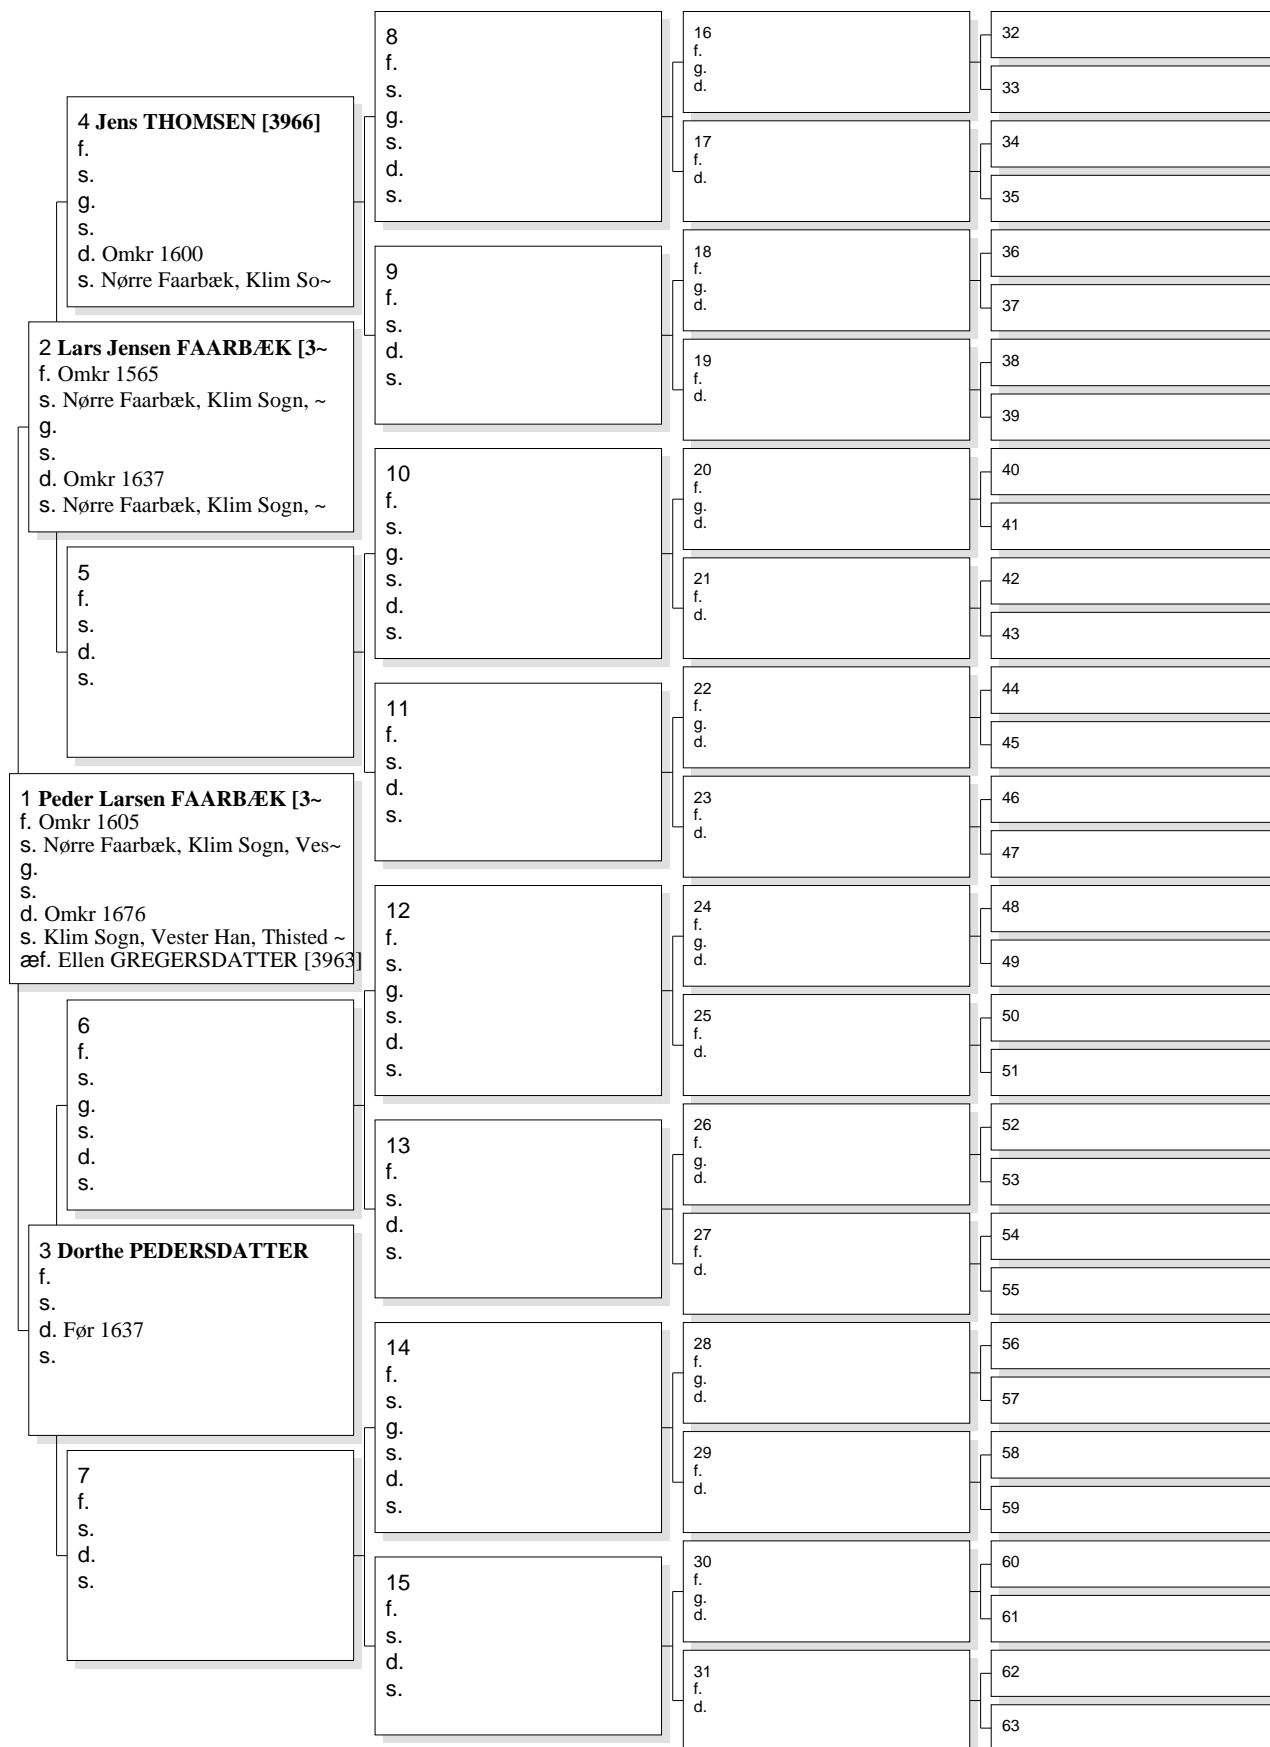 4 Jens THOMSEN [3966]
f.
s.
g.
s.
d. Omkr 1600
s. Nørre Faarbæk, Klim So~
2 Lars Jensen FAARBÆK [3~
f. Omkr 1565
s. Nørre Faarbæk, Klim Sogn, ~
g.
s.
d. Omkr 1637
s. Nørre Faarbæk, Klim Sogn, ~
5
f.
s.
d.
s.
1 Peder Larsen FAARBÆK [3~
f. Omkr 1605
s. Nørre Faarbæk, Klim Sogn, Ves~
g.
s.
d. Omkr 1676
s. Klim Sogn, Vester Han, Thisted ~
æf. Ellen GREGERSDATTER [3963]
6
f.
s.
g.
s.
d.
s.
3 Dorthe PEDERSDATTER
f.
s.
d. Før 1637
s.
7
f.
s.
d.
s.
8
f.
s.
g.
s.
d.
s.
9
f.
s.
d.
s.
10
f.
s.
g.
s.
d.
s.
11
f.
s.
d.
s.
12
f.
s.
g.
s.
d.
s.
13
f.
s.
d.
s.
14
f.
s.
g.
s.
d.
s.
15
f.
s.
d.
s.
16
f.
g.
d.
17
f.
d.
18
f.
g.
d.
19
f.
d.
20
f.
g.
d.
21
f.
d.
22
f.
g.
d.
23
f.
d.
24
f.
g.
d.
25
f.
d.
26
f.
g.
d.
27
f.
d.
28
f.
g.
d.
29
f.
d.
30
f.
g.
d.
31
f.
d.
32
33
34
35
36
37
38
39
40
41
42
43
44
45
46
47
48
49
50
51
52
53
54
55
56
57
58
59
60
61
62
63